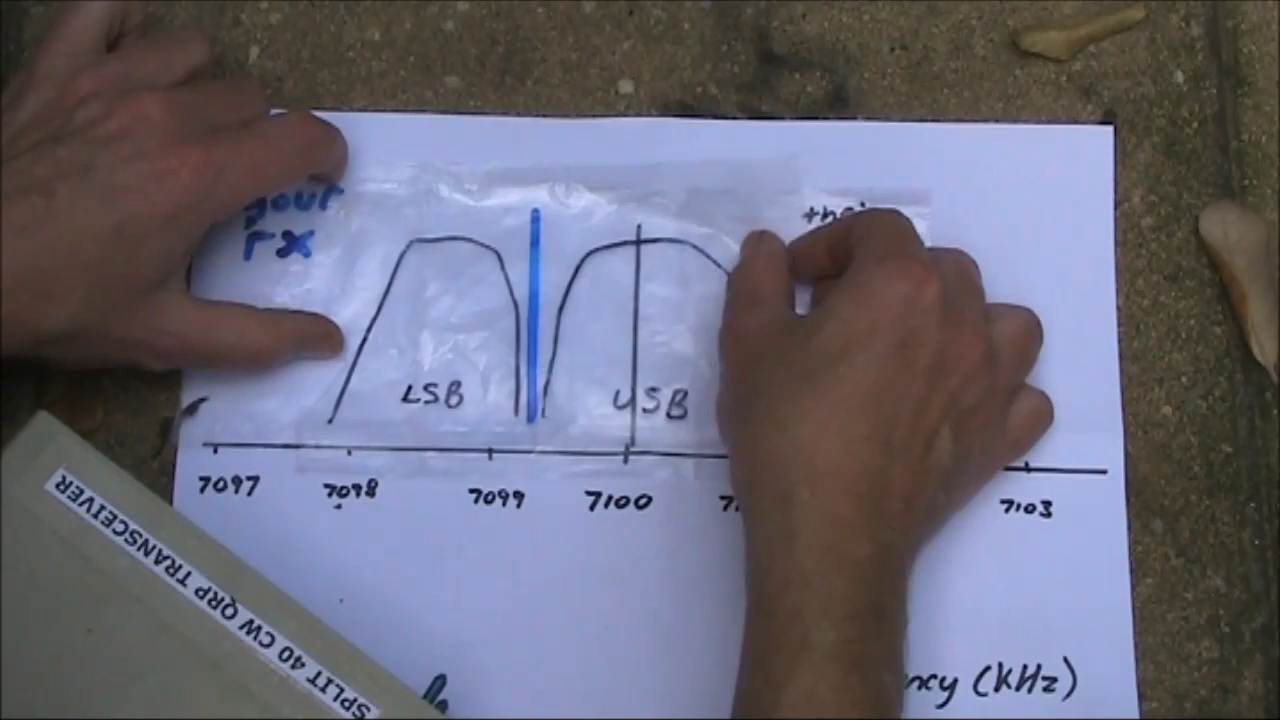 your
rx
LSB
USB
7097 7098 7099 7100 7103
(kHz)
SPLIT 40 CW QRP TRANSCEIVER